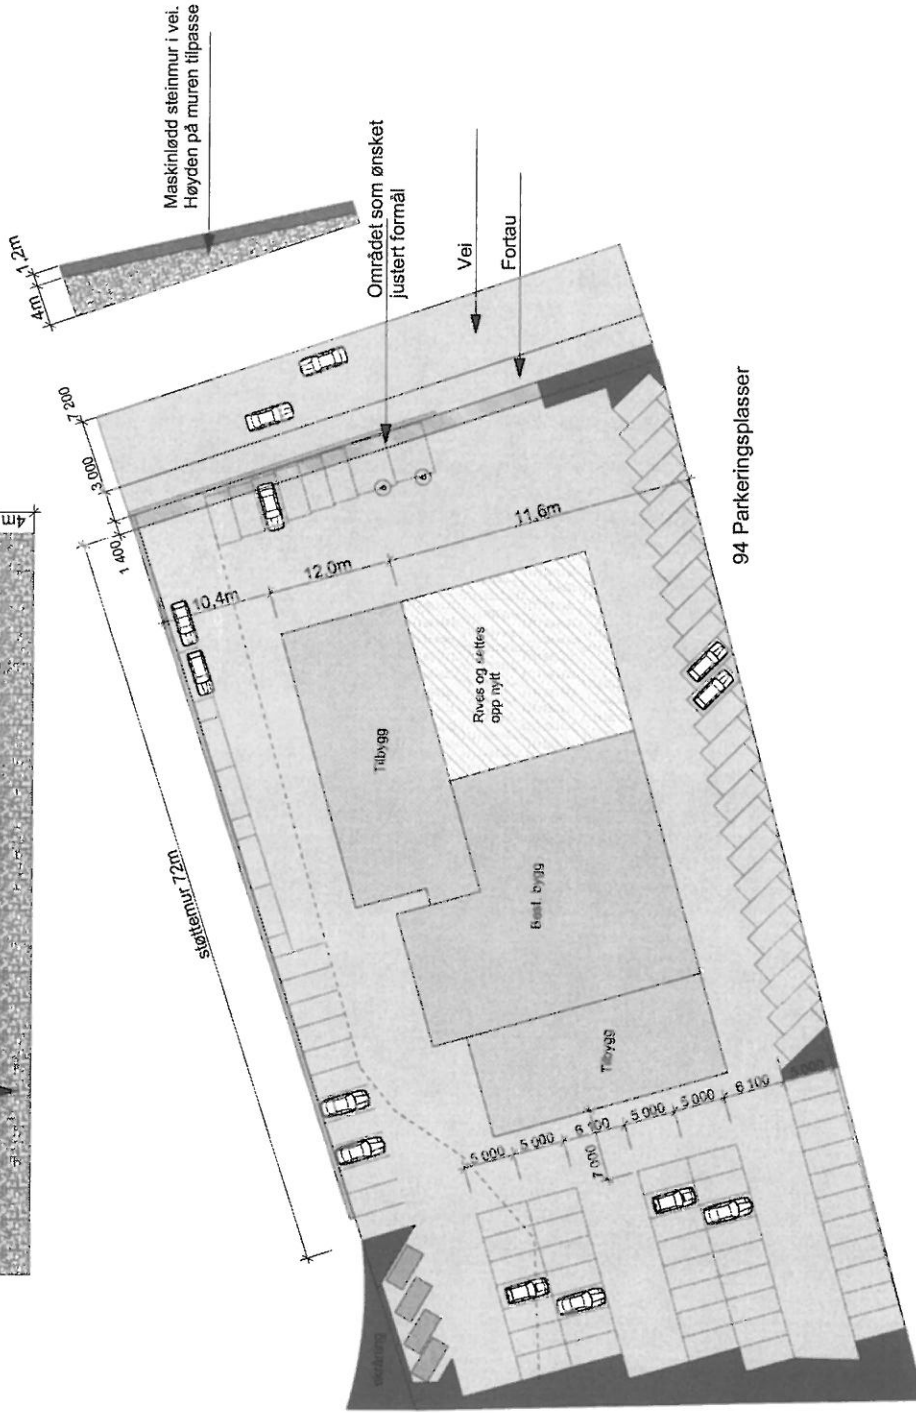 4m
Maskinlødd steinmur i vei.
Høyden på muren tilpasse
4m
1,2m
Området som ønsket
justert formål
Vei
Fortau
7 200
3 000
1 400
støttemur 72m
10,4m
12,0m
11,6m
Tilbygg
Rives og settes
opp nytt
Best. bygg
Tilbygg
5 000
5 000
6 100
5 000
5 000
6 100
5 000
7 000
skråning
94 Parkeringsplasser